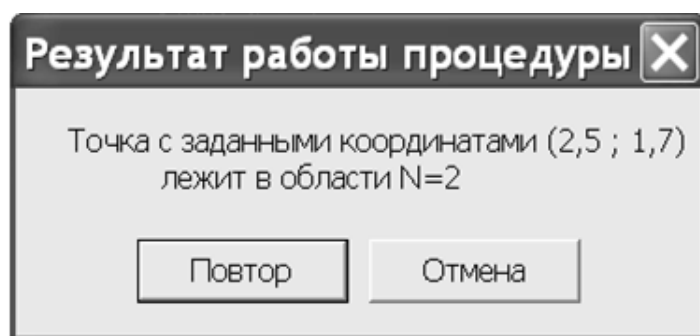 Результат работы процедуры
Точка с заданными координатами (2,5 ; 1,7)
лежит в области N=2
Повтор
Отмена